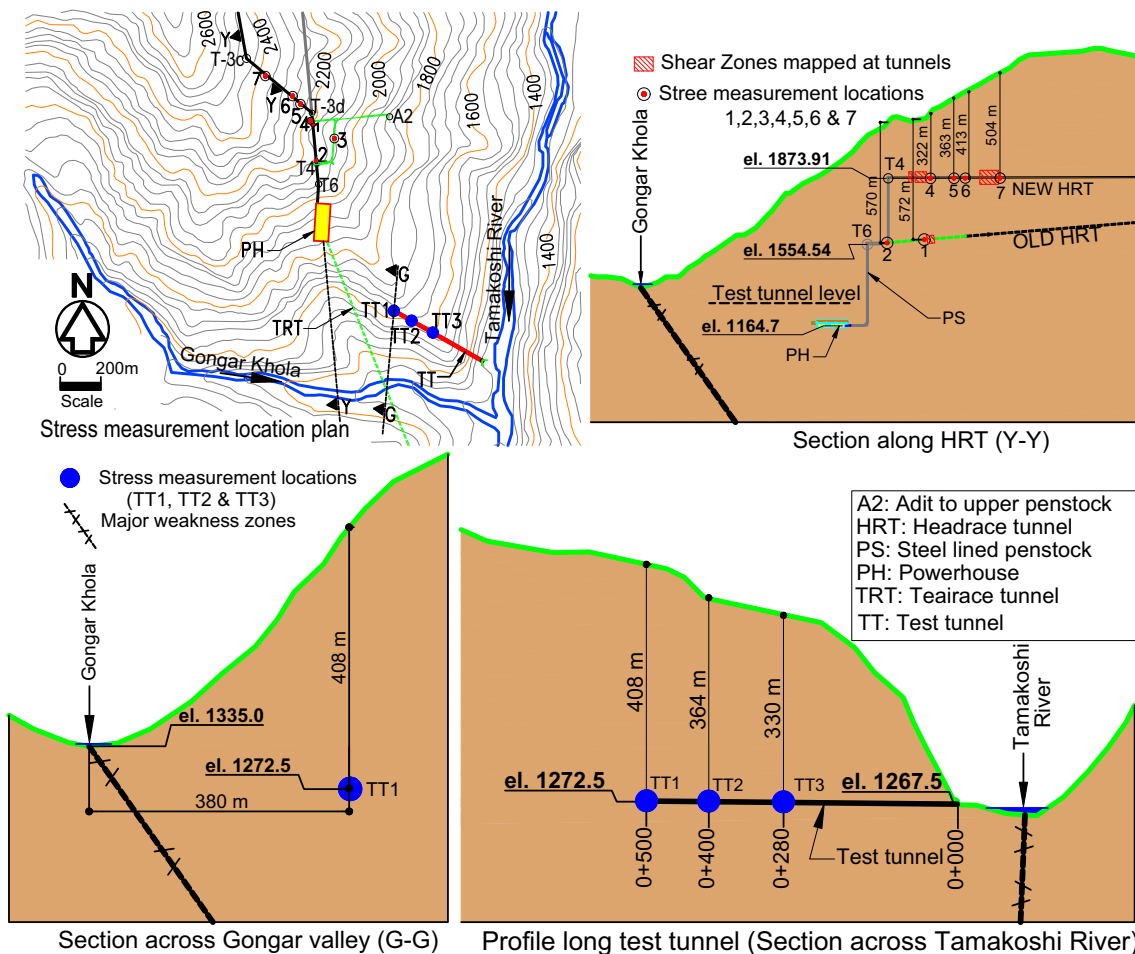 2600
2400
2200
2000
1800
1600
1400
1400
Y
T-3c
7
Y
6
5
T-3d
4
1
A2
3
2
T4
T6
PH
G
TT1
TT2
TT3
TRT
TT
Tamakoshi River
Gongar Khola
Y
G
N
0 200m
Scale
Stress measurement location plan
Shear Zones mapped at tunnels
Stree measurement locations
1,2,3,4,5,6 & 7
Gongar Khola
el. 1873.91
T4
322 m
363 m
413 m
504 m
4
5
6
7
NEW HRT
570 m
572 m
T6
el. 1554.54
2
1
OLD HRT
Test tunnel level
el. 1164.7
PH
PS
Section along HRT (Y-Y)
Stress measurement locations
(TT1, TT2 & TT3)
Major weakness zones
Gongar Khola
408 m
el. 1335.0
el. 1272.5
TT1
380 m
Section across Gongar valley (G-G)
A2: Adit to upper penstock
HRT: Headrace tunnel
PS: Steel lined penstock
PH: Powerhouse
TRT: Teairace tunnel
TT: Test tunnel
408 m
364 m
330 m
Tamakoshi
River
el. 1272.5
TT1
TT2
TT3
el. 1267.5
0+500
0+400
0+280
0+000
Test tunnel
Profile long test tunnel (Section across Tamakoshi River)